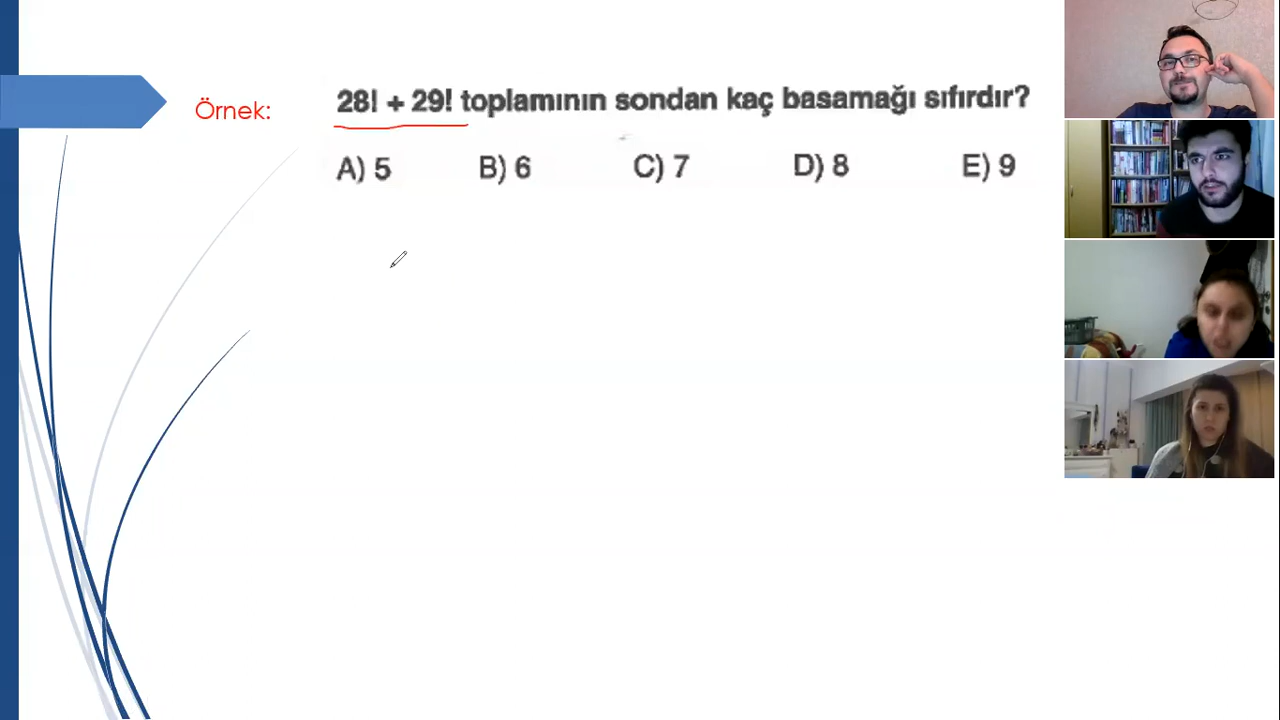 Örnek:
28! + 29! toplamının sondan kaç basamağı sıfırdır?
A) 5 B) 6 C) 7 D) 8 E) 9